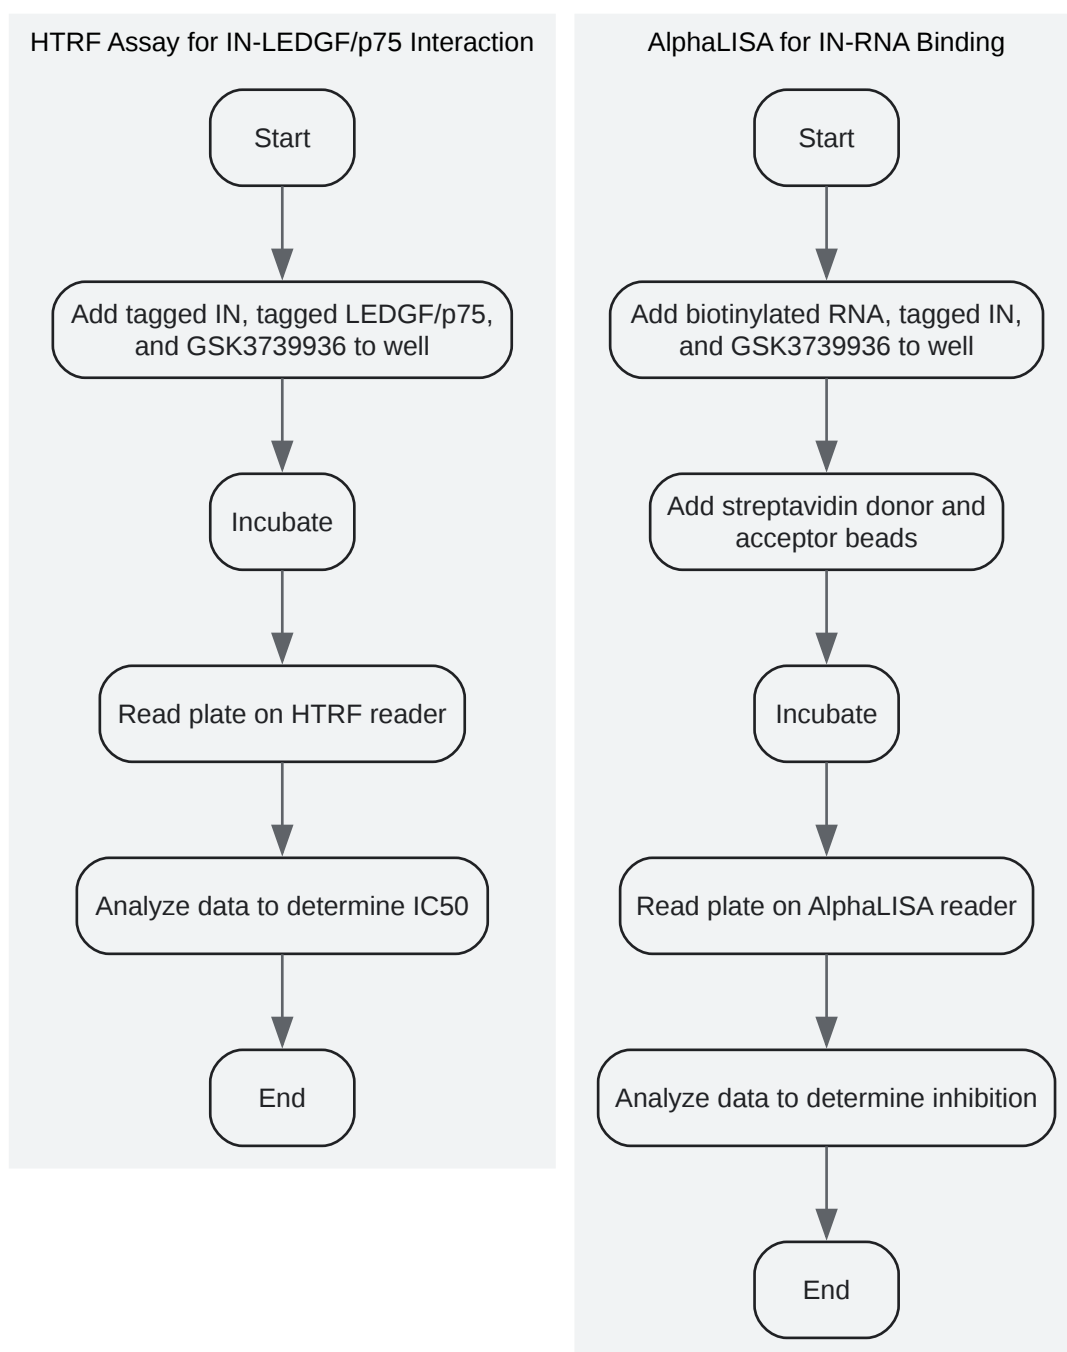 HTRF Assay for IN-LEDGF/p75 Interaction
Start
Add tagged IN, tagged LEDGF/p75,
and GSK3739936 to well
Incubate
Read plate on HTRF reader
Analyze data to determine IC50
End
AlphaLISA for IN-RNA Binding
Start
Add biotinylated RNA, tagged IN,
and GSK3739936 to well
Add streptavidin donor and
acceptor beads
Incubate
Read plate on AlphaLISA reader
Analyze data to determine inhibition
End